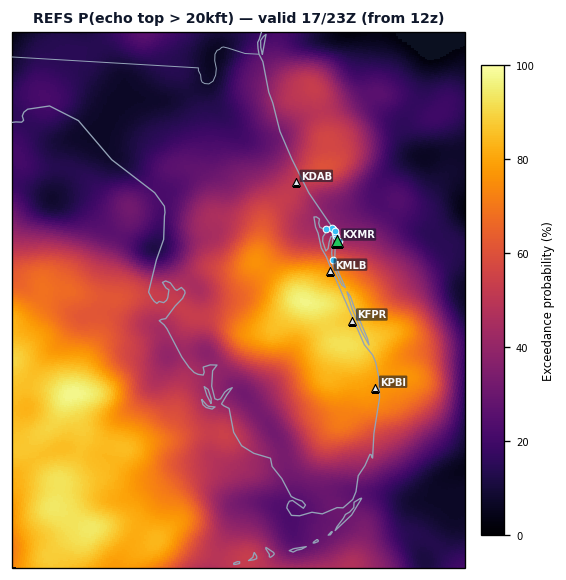 REFS P(echo top > 20kft) — valid 17/23Z (from 12z)
KDAB
KXMR
KMLB
KFPR
KPBI
100
80
60
40
20
0
Exceedance probability (%)